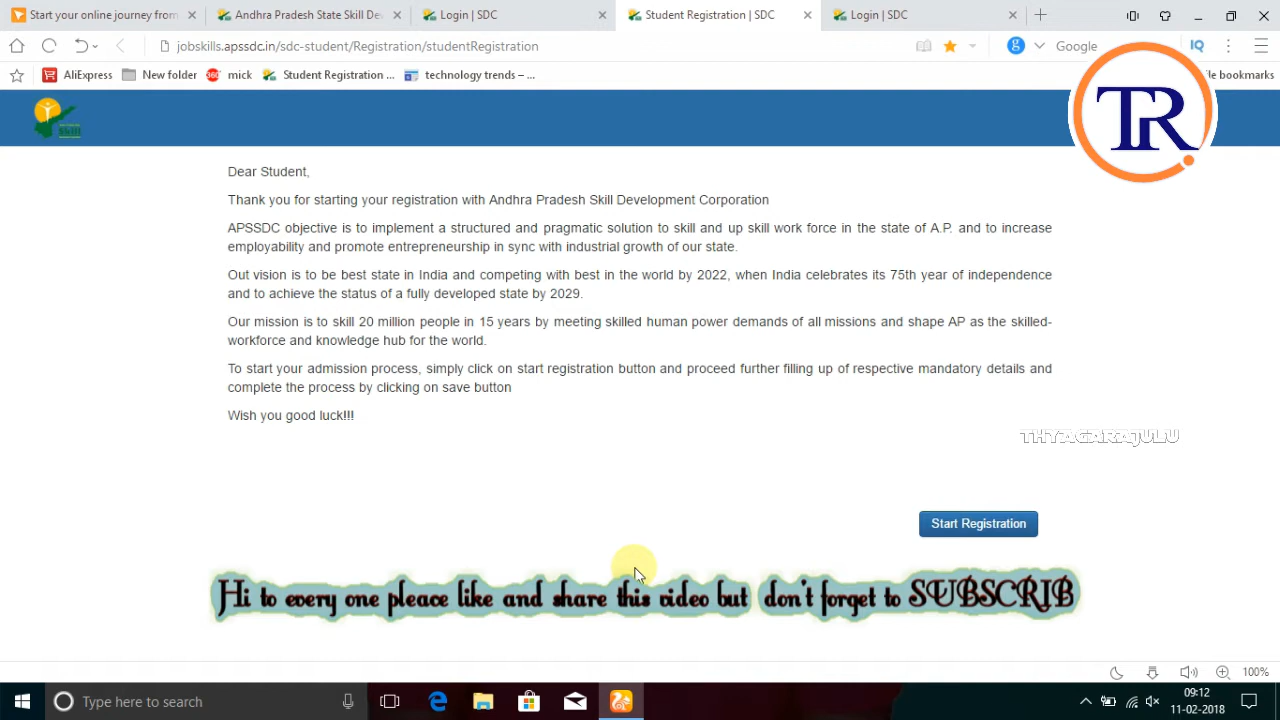 Start your online journey from
Andhra Pradesh State Skill De
Login | SDC
Student Registration | SDC
Login | SDC
jobskills.apssdc.in/sdc-student/Registration/studentRegistration
Google
IQ
AliExpress
New folder
mick
Student Registration ...
technology trends – ...
le bookmarks
TR
Skill
Dear Student,
Thank you for starting your registration with Andhra Pradesh Skill Development Corporation
APSSDC objective is to implement a structured and pragmatic solution to skill and up skill work force in the state of A.P. and to increase
employability and promote entrepreneurship in sync with industrial growth of our state.
Out vision is to be best state in India and competing with best in the world by 2022, when India celebrates its 75th year of independence
and to achieve the status of a fully developed state by 2029.
Our mission is to skill 20 million people in 15 years by meeting skilled human power demands of all missions and shape AP as the skilled-
workforce and knowledge hub for the world.
To start your admission process, simply click on start registration button and proceed further filling up of respective mandatory details and
complete the process by clicking on save button
Wish you good luck!!!
THYAGARAJULU
Start Registration
Hi to every one pleace like and share this video but don't forget to SUBSCRIB
100%
Type here to search
09:12
11-02-2018